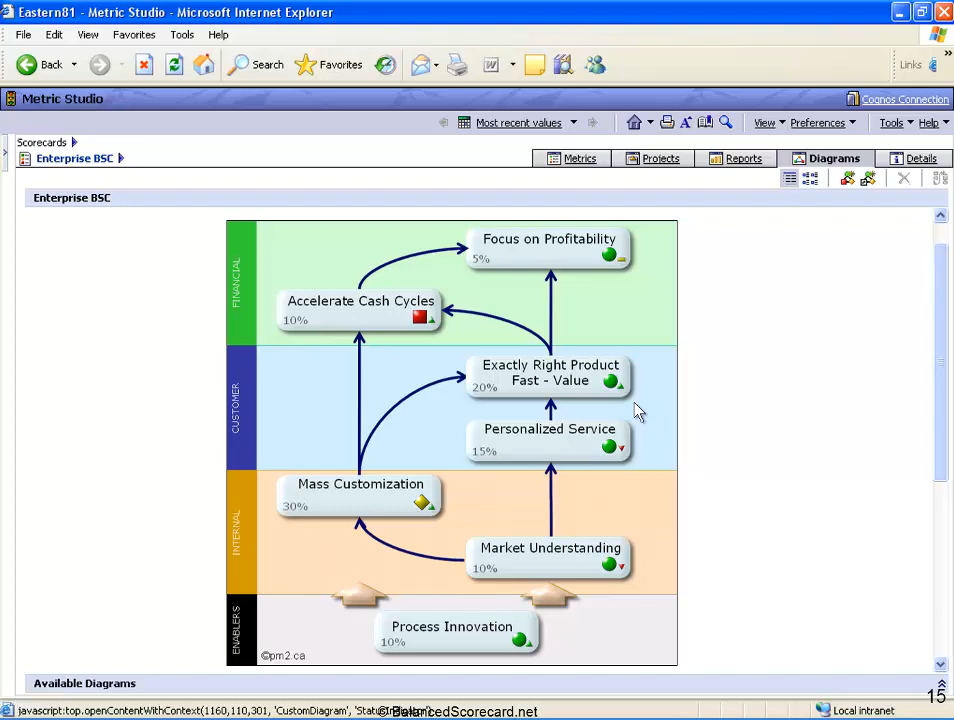 Eastern81 - Metric Studio - Microsoft Internet Explorer
File Edit View Favorites Tools Help
Back Search Favorites W Links »
Metric Studio Cognos Connection
Most recent values View Preferences Tools Help
Scorecards
Enterprise BSC Metrics Projects Reports Diagrams Details
Enterprise BSC
FINANCIAL
Focus on Profitability
5%
Accelerate Cash Cycles
10%
CUSTOMER
Exactly Right Product
Fast - Value
20%
Personalized Service
15%
INTERNAL
Mass Customization
30%
Market Understanding
10%
ENABLERS
Process Innovation
10%
©pm2.ca
Available Diagrams
15
javascript:top.openContentWithContext(1160,110,301, 'CustomDiagram',
© BalancedScorecard.net
Local intranet